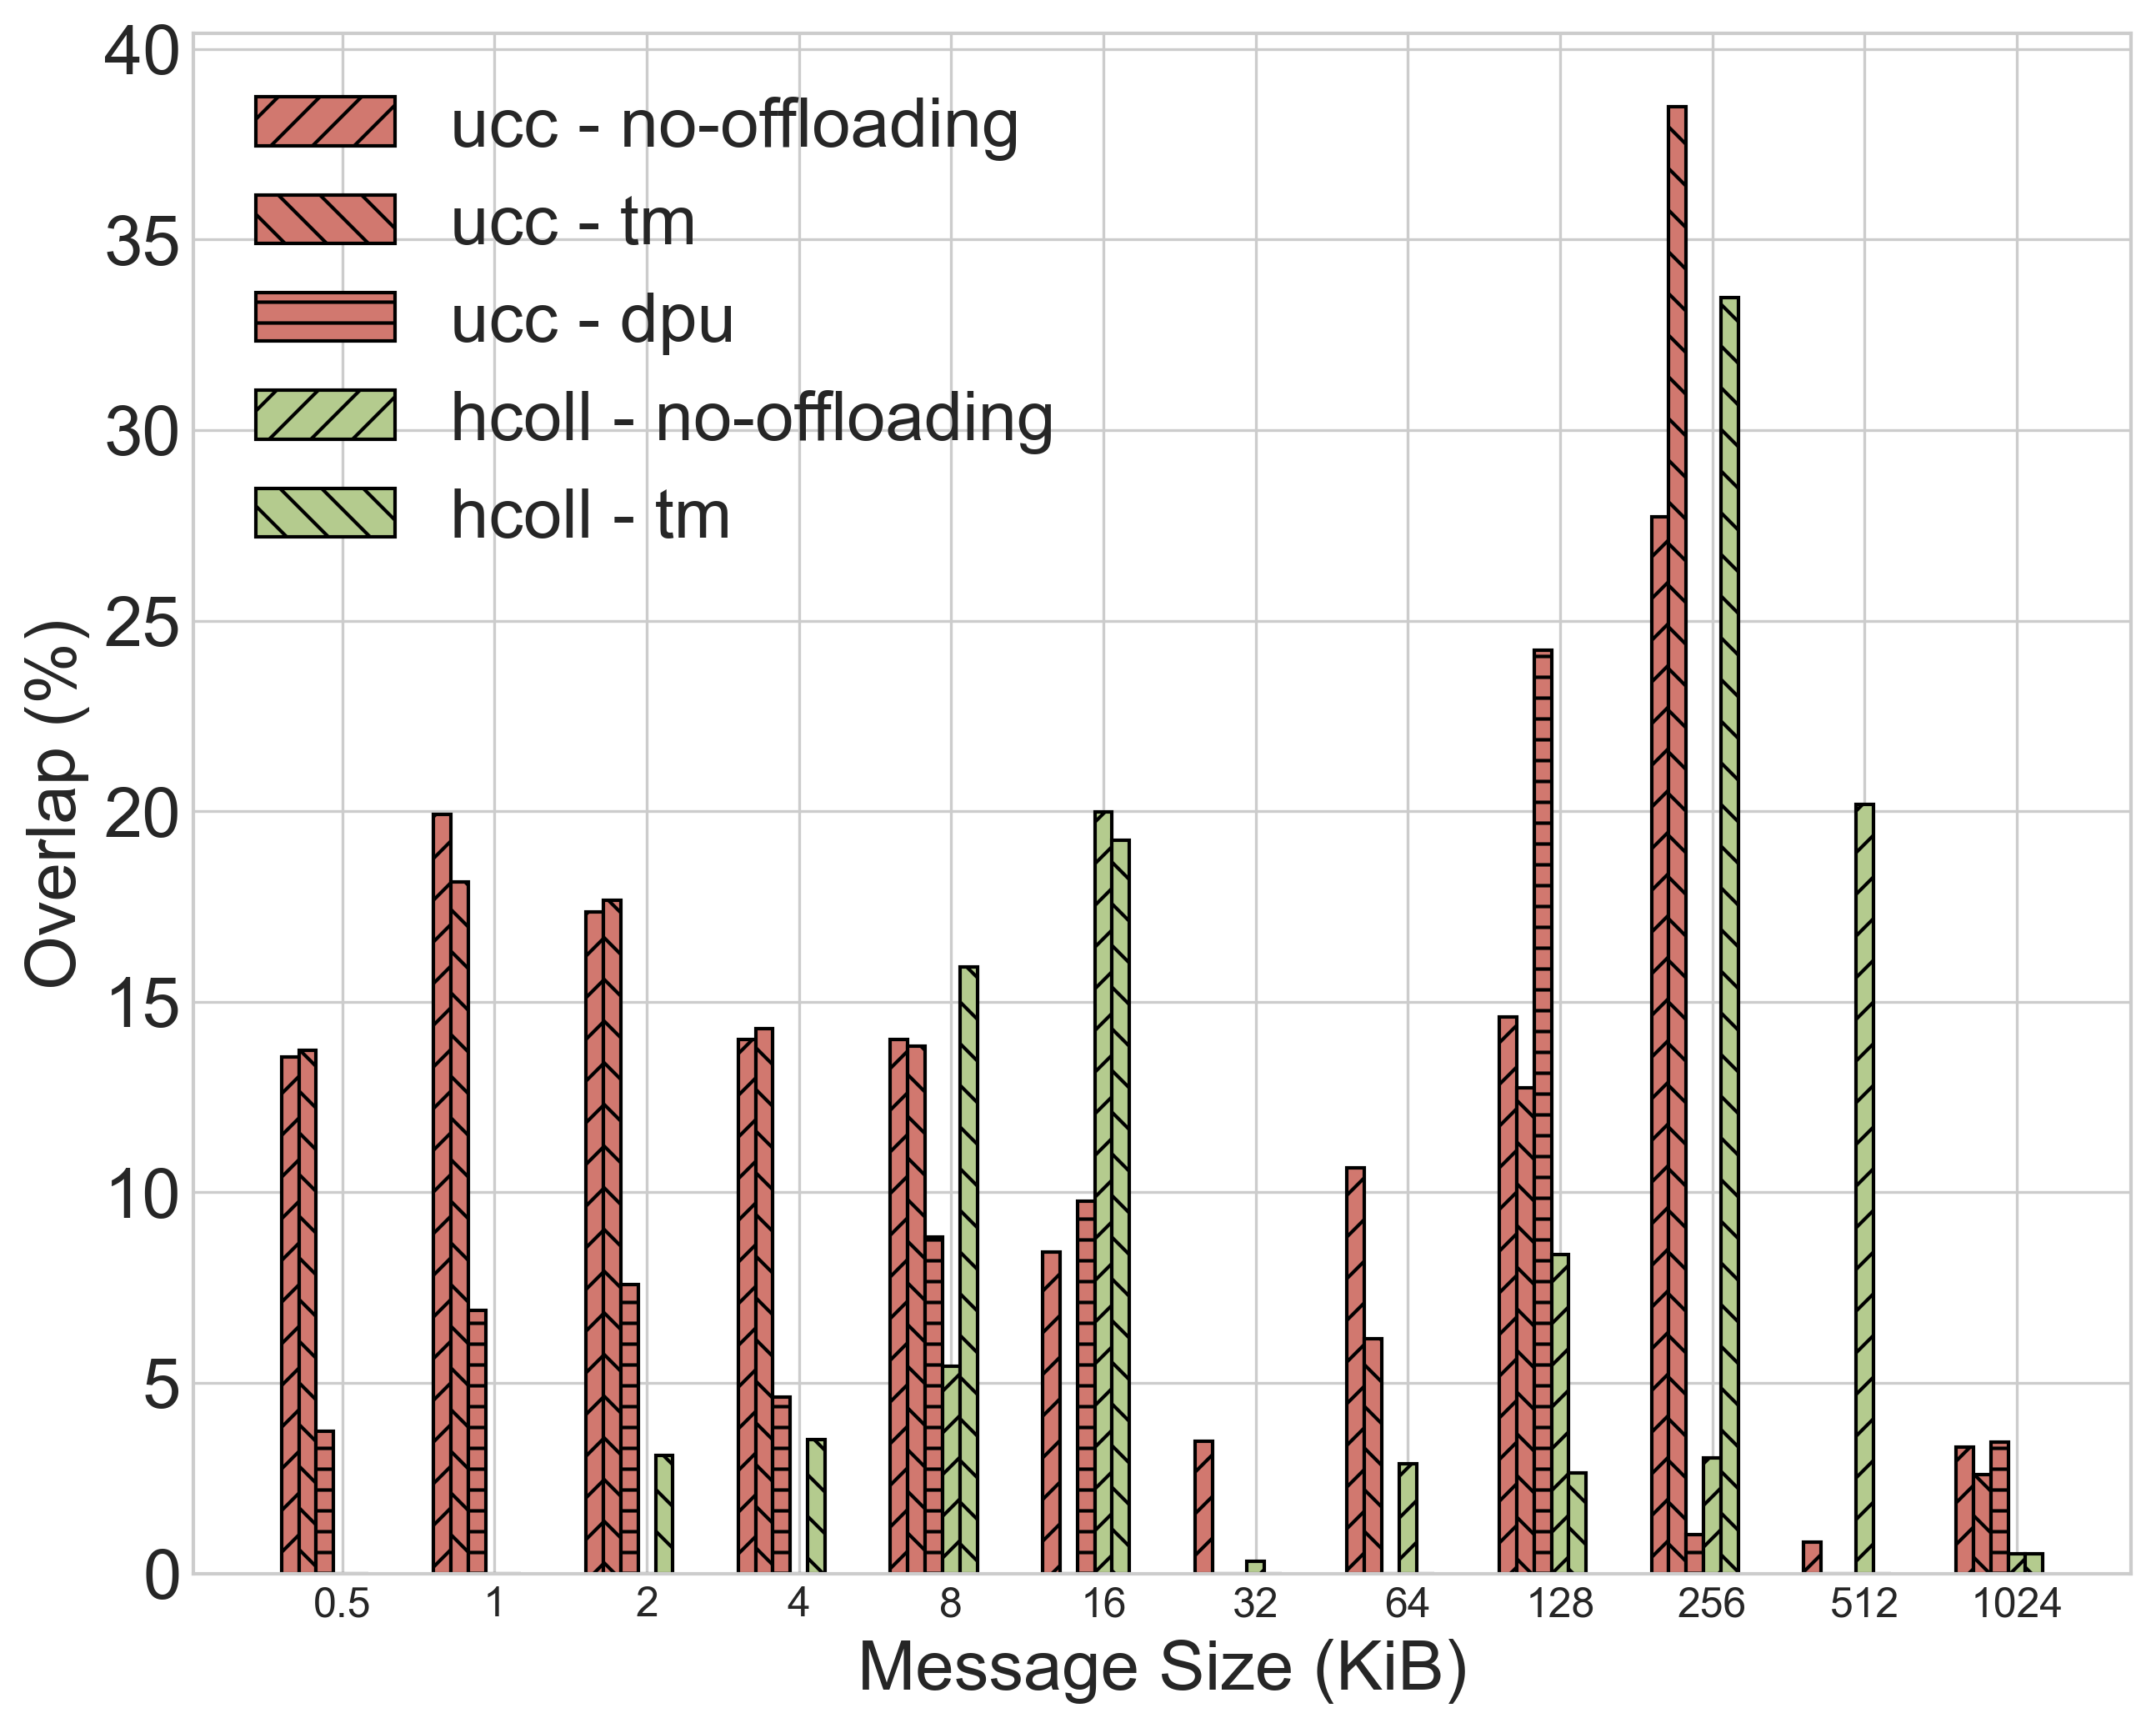 40
35
30
25
20
15
10
5
0
Overlap (%)
ucc - no-offloading
ucc - tm
ucc - dpu
hcoll - no-offloading
hcoll - tm
0.5 1 2 4 8 16 32 64 128 256 512 1024
Message Size (KiB)